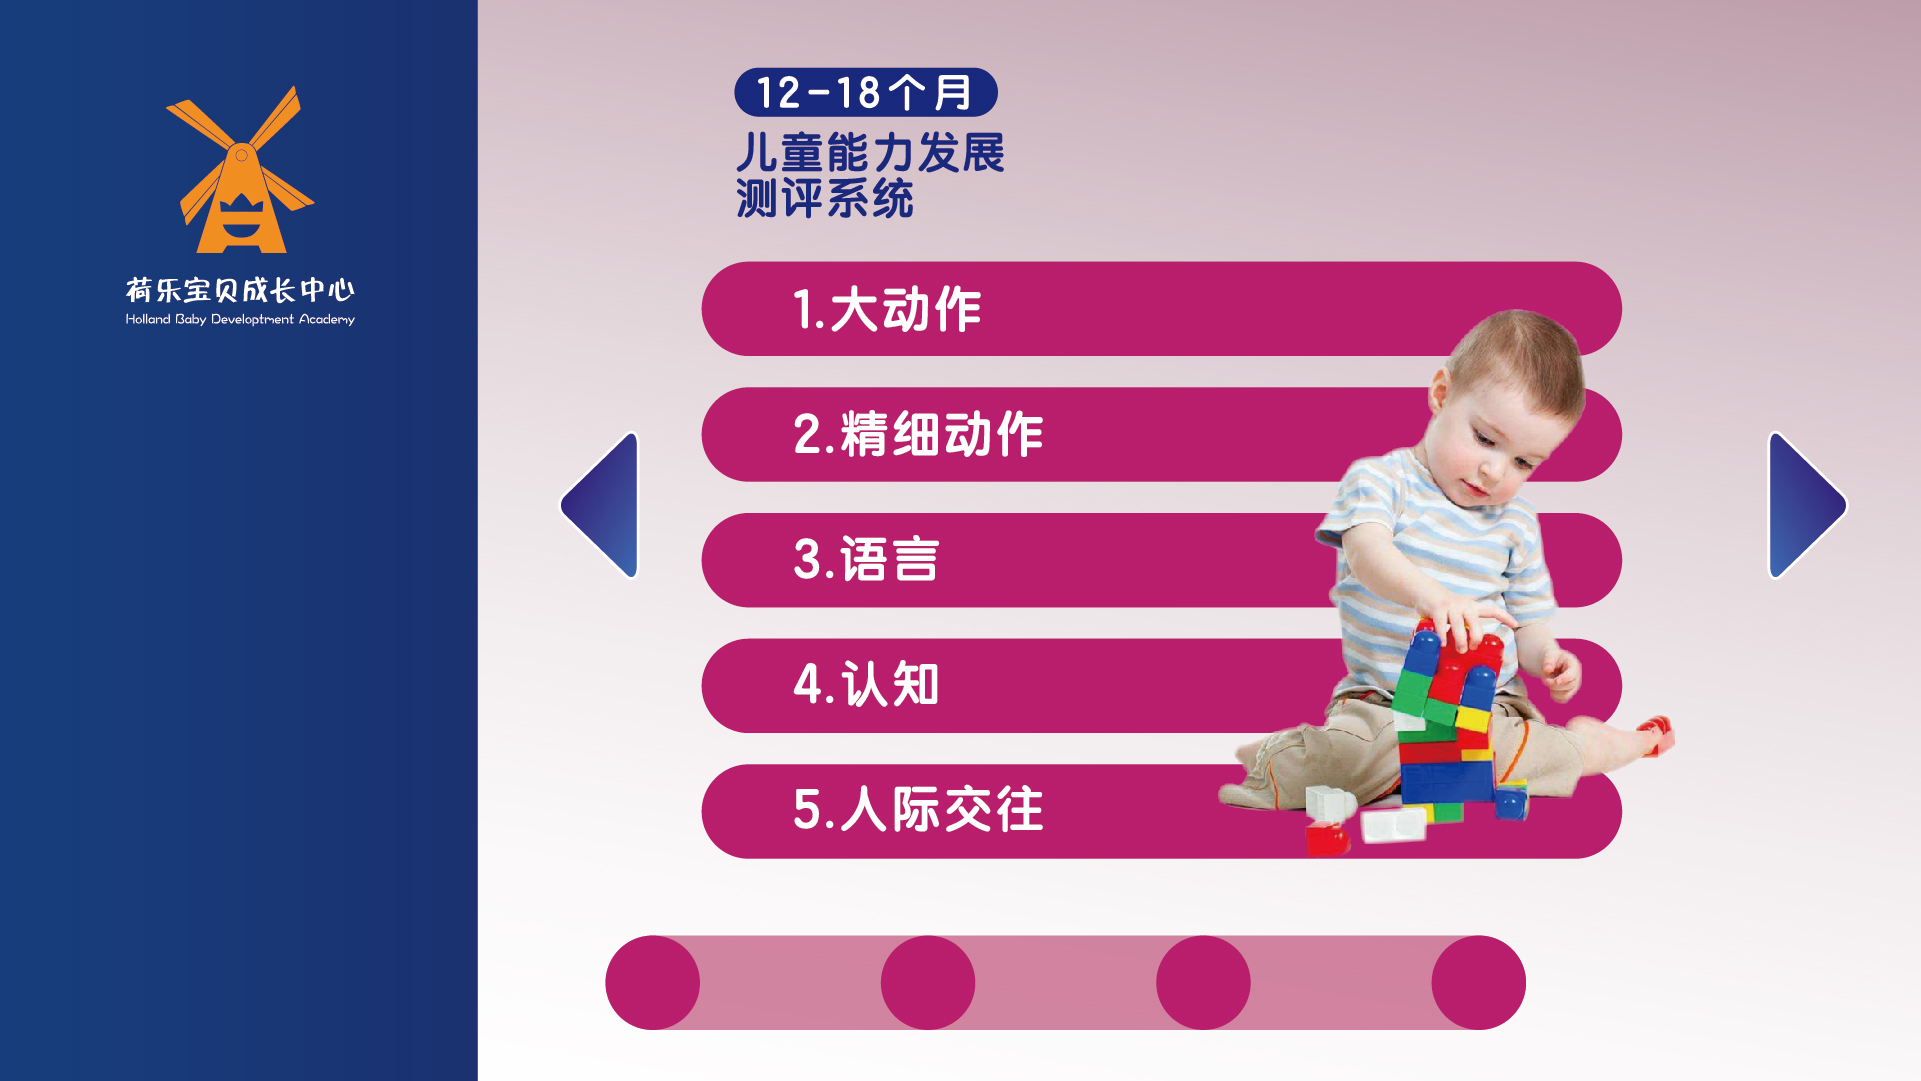 荷乐宝贝成长中心
Holland Baby Developtment Academy
12-18个月
儿童能力发展
测评系统
1.大动作
2.精细动作
3.语言
4.认知
5.人际交往